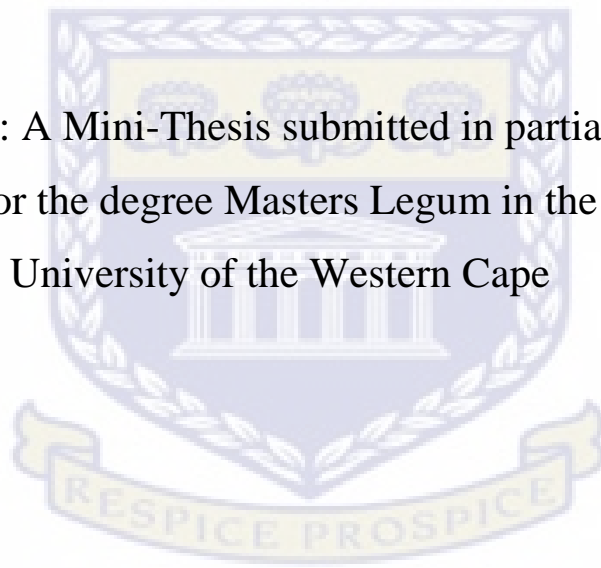 : A Mini-Thesis submitted in partia
or the degree Masters Legum in the
University of the Western Cape
RESPICE PROSPICE